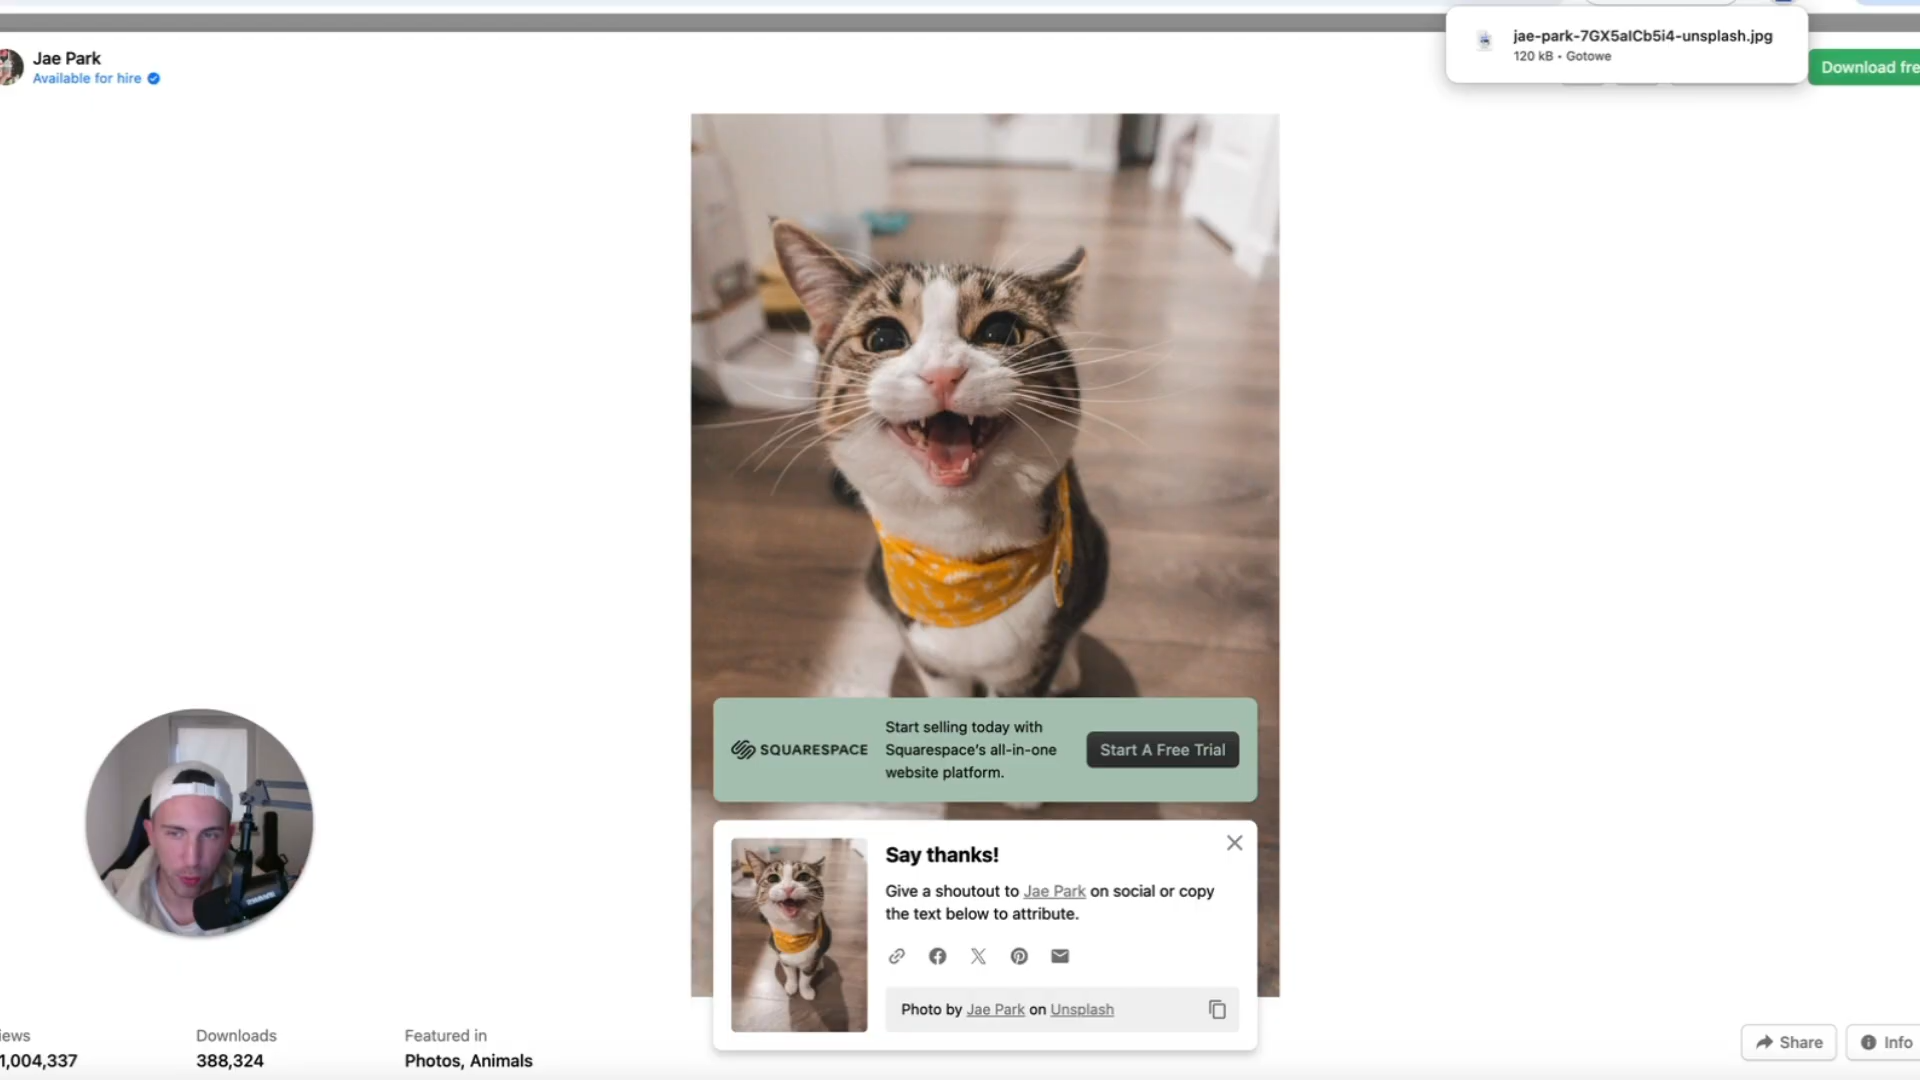 Jae Park
Available for hire
jae-park-7GX5alCb5i4-unsplash.jpg
120 kB • Gotowe
Download fre
SQUARESPACE
Start selling today with
Squarespace's all-in-one
website platform.
Start A Free Trial
Say thanks!
Give a shoutout to Jae Park on social or copy
the text below to attribute.
Photo by Jae Park on Unsplash
iews
1,004,337
Downloads
388,324
Featured in
Photos, Animals
Share
Info